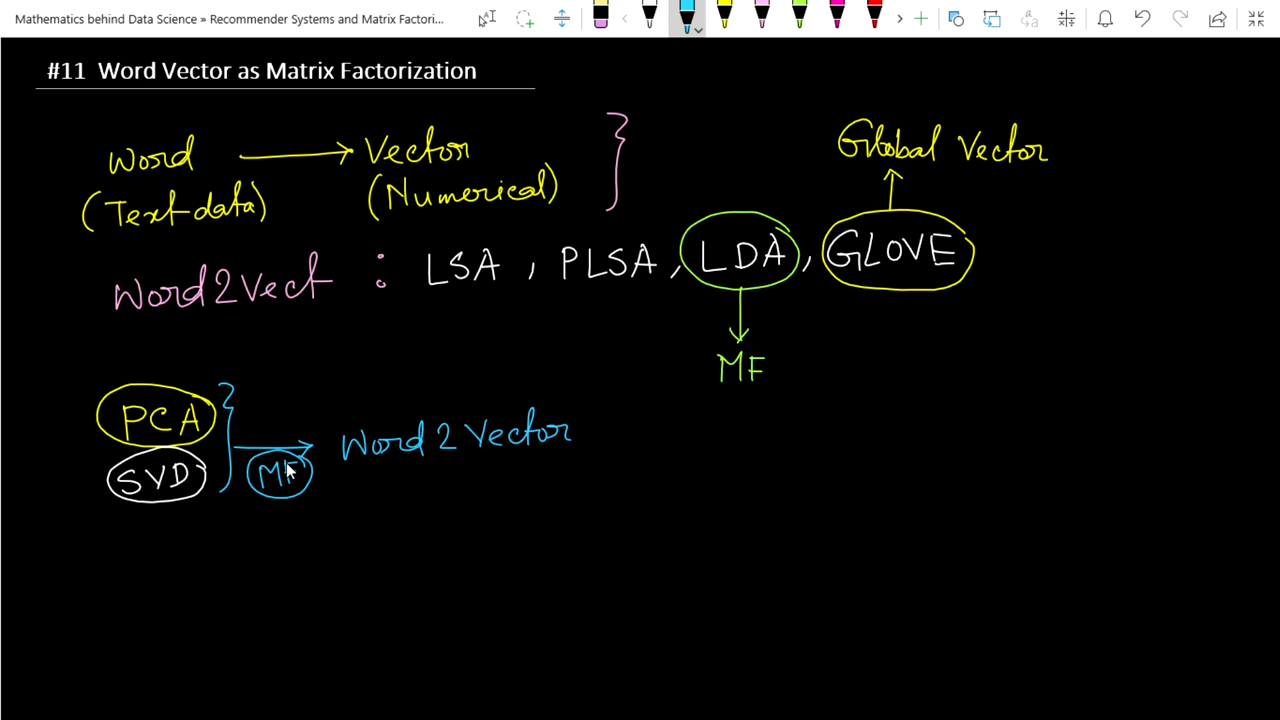 Mathematics behind Data Science » Recommender Systems and Matrix Factori...
#11 Word Vector as Matrix Factorization
Word → Vector
(Text data) (Numerical)
Global Vector
Word2Vect : LSA, PLSA, LDA, GLOVE
MF
PCA
SVD
MF
Word 2 Vector